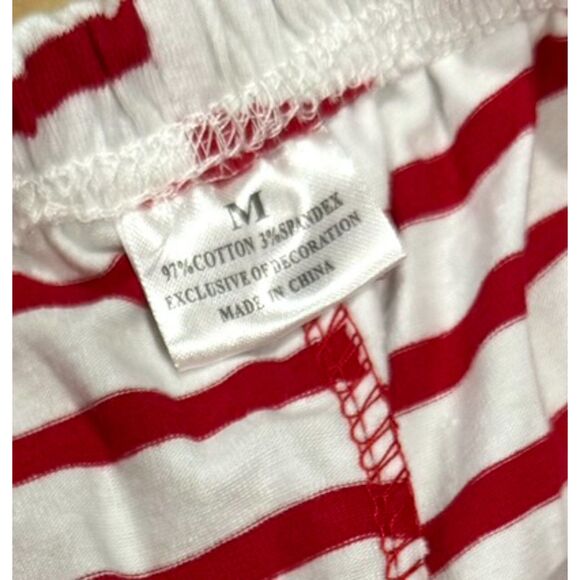 M
97%COTTON 3%SPANDEX
EXCLUSIVE OF DECORATION
MADE IN CHINA